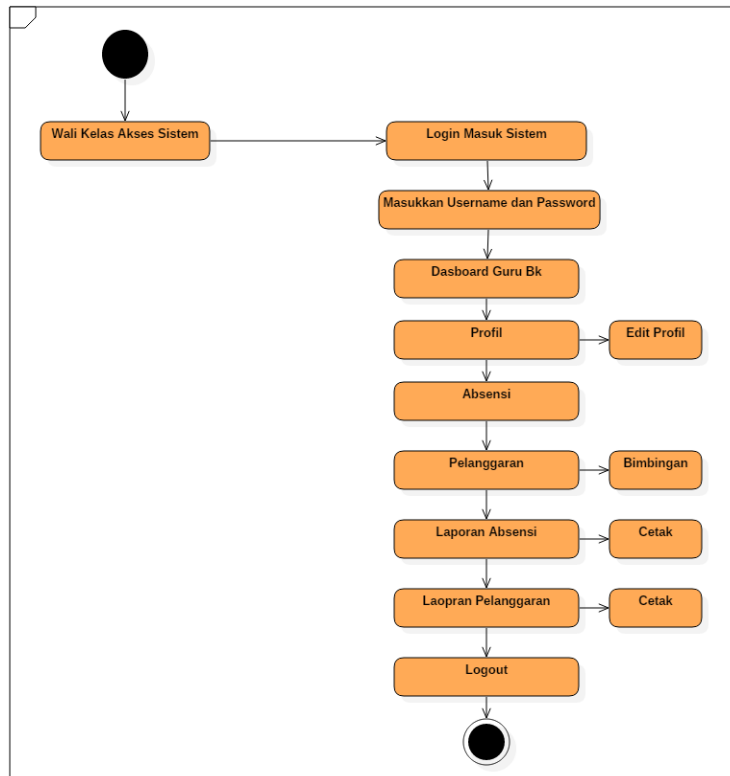 Wali Kelas Akses Sistem
Login Masuk Sistem
Masukkan Username dan Password
Dasboard Guru Bk
Profil
Edit Profil
Absensi
Pelanggaran
Bimbingan
Laporan Absensi
Cetak
Laopran Pelanggaran
Cetak
Logout